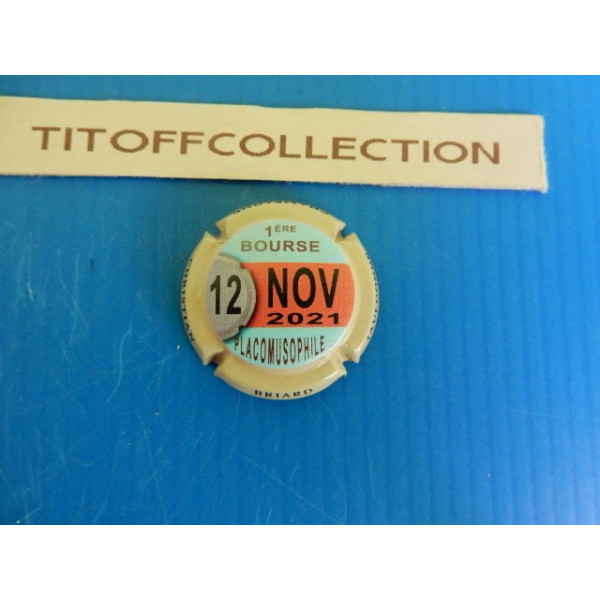 TITOFFCOLLECTION
1ÈRE
BOURSE
12 NOV
2021
PLACOMUSOPHILE
BRIARD